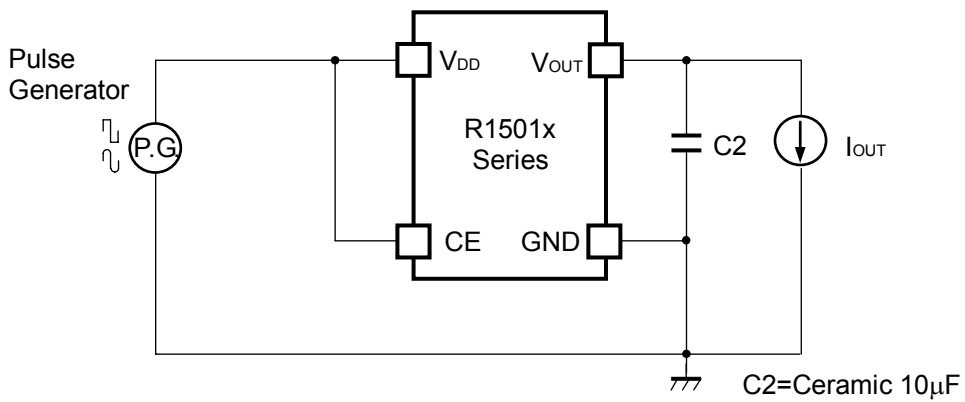 Pulse
Generator
P.G.
VDD
VOUT
R1501x
Series
C2
IOUT
CE
GND
C2=Ceramic 10μF